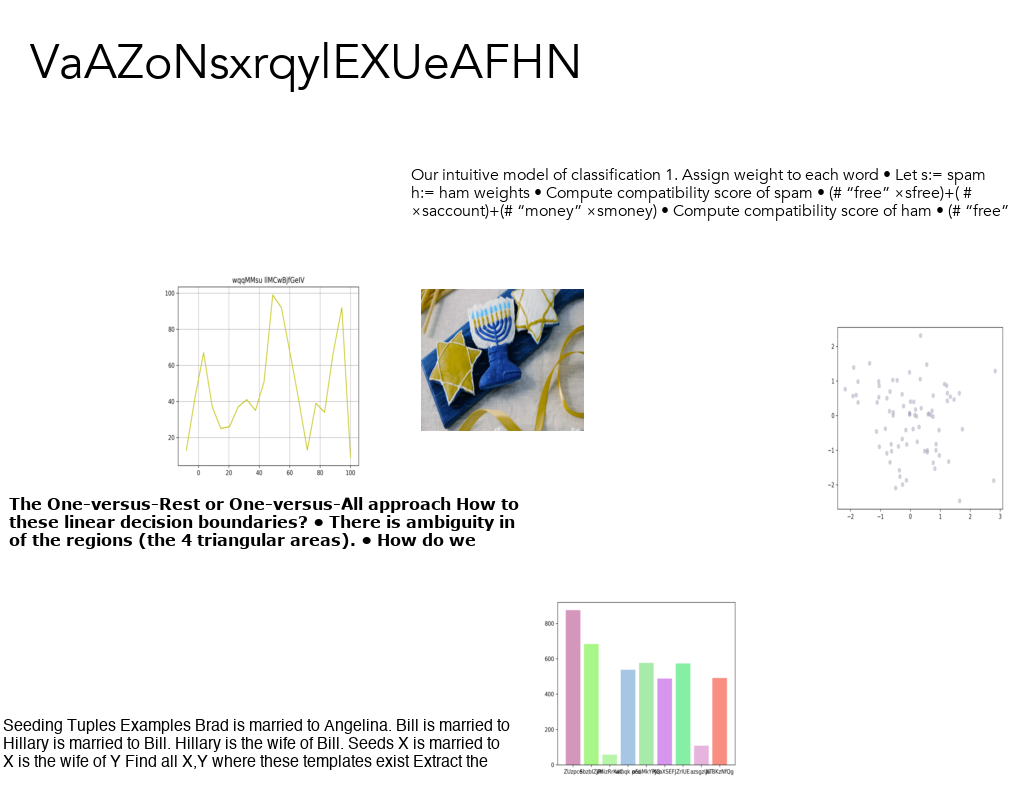 VaAZoNsxrqylEXUeAFHN
Our intuitive model of classification 1. Assign weight to each word • Let s:= spam
h:= ham weights • Compute compatibility score of spam • (# “free” ×sfree)+( #
×saccount)+(# “money” ×smoney) • Compute compatibility score of ham • (# “free”
100
80
60
40
20
0 20 40 60 80 100
2
1
0
−1
−2
−2 −1 0 1 2 3
The One-versus-Rest or One-versus-All approach How to
these linear decision boundaries? • There is ambiguity in
of the regions (the 4 triangular areas). • How do we
800
600
400
200
0
Seeding Tuples Examples Brad is married to Angelina. Bill is married to
Hillary is married to Bill. Hillary is the wife of Bill. Seeds X is married to
X is the wife of Y Find all X,Y where these templates exist Extract the